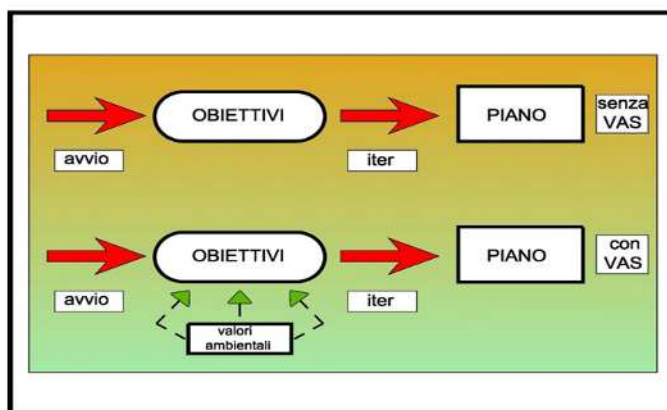 OBIETTIVI
PIANO
senza
VAS
avvio
iter
OBIETTIVI
PIANO
con
VAS
avvio
iter
valori
ambientali